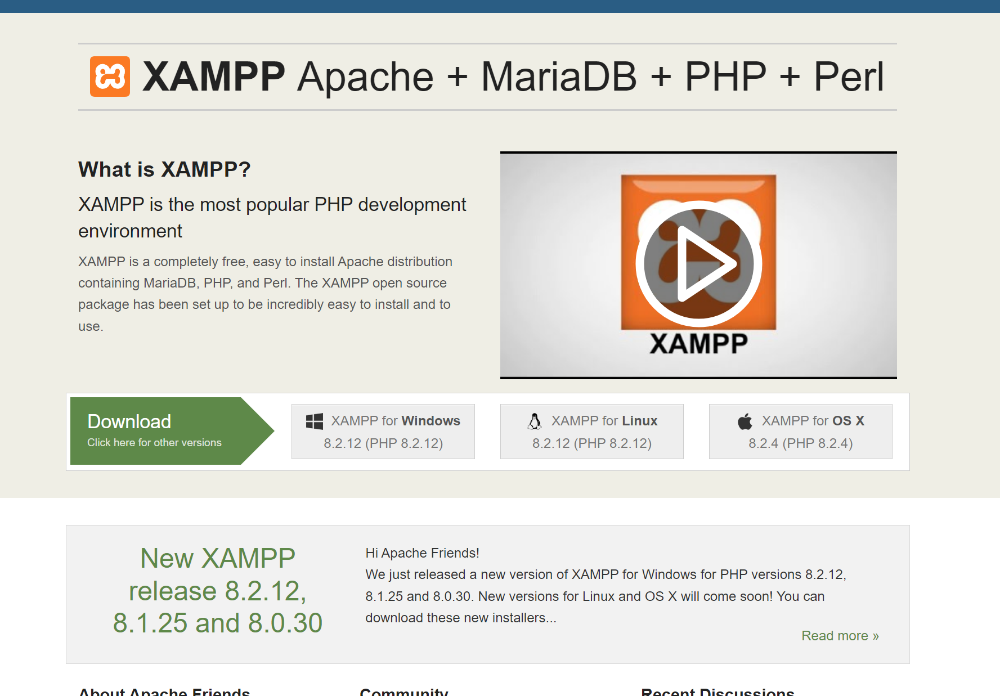 XAMPP Apache + MariaDB + PHP + Perl
What is XAMPP?
XAMPP is the most popular PHP development
environment
XAMPP is a completely free, easy to install Apache distribution
containing MariaDB, PHP, and Perl. The XAMPP open source
package has been set up to be incredibly easy to install and to
use.
XAMPP
Download
Click here for other versions
XAMPP for Windows
8.2.12 (PHP 8.2.12)
XAMPP for Linux
8.2.12 (PHP 8.2.12)
XAMPP for OS X
8.2.4 (PHP 8.2.4)
New XAMPP
release 8.2.12,
8.1.25 and 8.0.30
Hi Apache Friends!
We just released a new version of XAMPP for Windows for PHP versions 8.2.12,
8.1.25 and 8.0.30. New versions for Linux and OS X will come soon! You can
download these new installers...
Read more »
About Apache Friends
Community
Recent Discussions